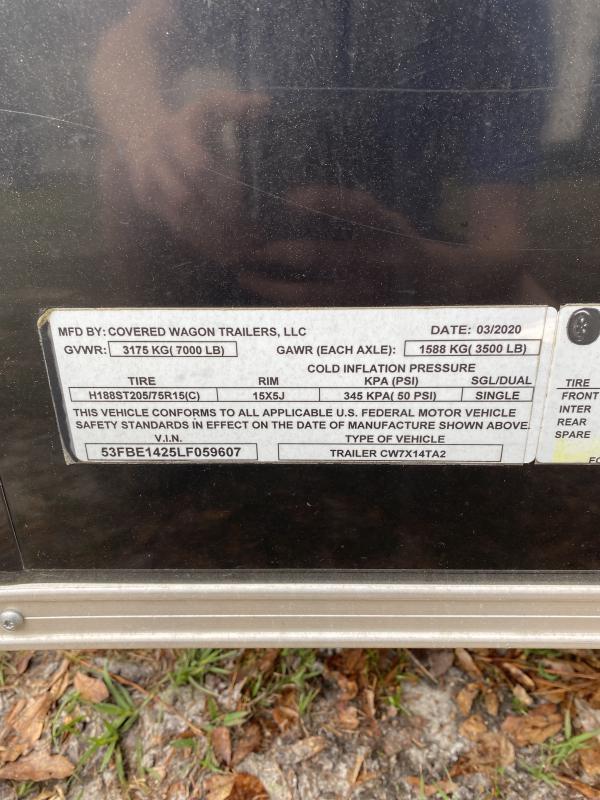 MFD BY: COVERED WAGON TRAILERS, LLC DATE: 03/2020
GVWR: 3175 KG( 7000 LB) GAWR (EACH AXLE): 1588 KG( 3500 LB)
COLD INFLATION PRESSURE
TIRE RIM KPA (PSI) SGL/DUAL
H188ST205/75R15(C) 15X5J 345 KPA( 50 PSI) SINGLE
THIS VEHICLE CONFORMS TO ALL APPLICABLE U.S. FEDERAL MOTOR VEHICLE
SAFETY STANDARDS IN EFFECT ON THE DATE OF MANUFACTURE SHOWN ABOVE.
V.I.N. TYPE OF VEHICLE
53FBE1425LF059607 TRAILER CW7X14TA2
TIRE
FRONT
INTER
REAR
SPARE